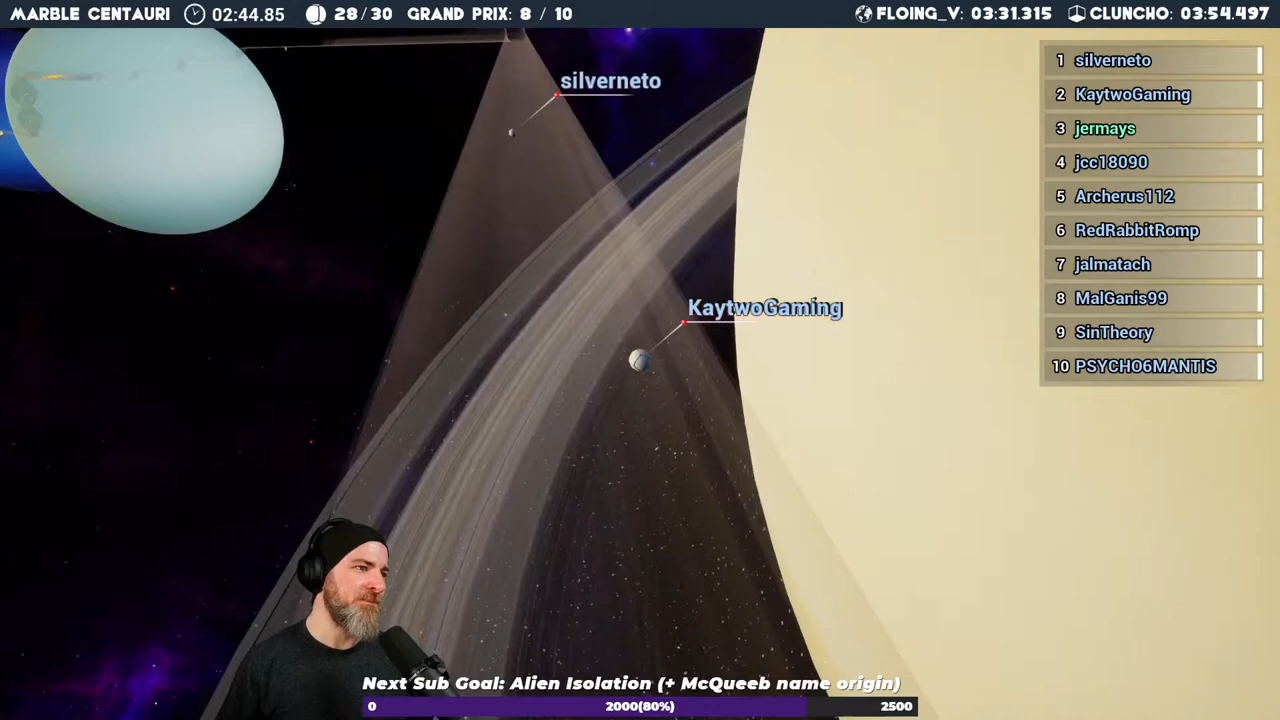 MARBLE CENTAURI 02:44.85 28/30 GRAND PRIX: 8 / 10 FLOING_V: 03:31.315 CLUNCHO: 03:54.497
silverneto
KaytwoGaming
1 silverneto
2 KaytwoGaming
3 jermays
4 jcc18090
5 Archerus112
6 RedRabbitRomp
7 jalmatach
8 MalGanis99
9 SinTheory
10 PSYCHO6MANTIS
Next Sub Goal: Alien Isolation (+ McQueeb name origin)
0 2000(80%) 2500